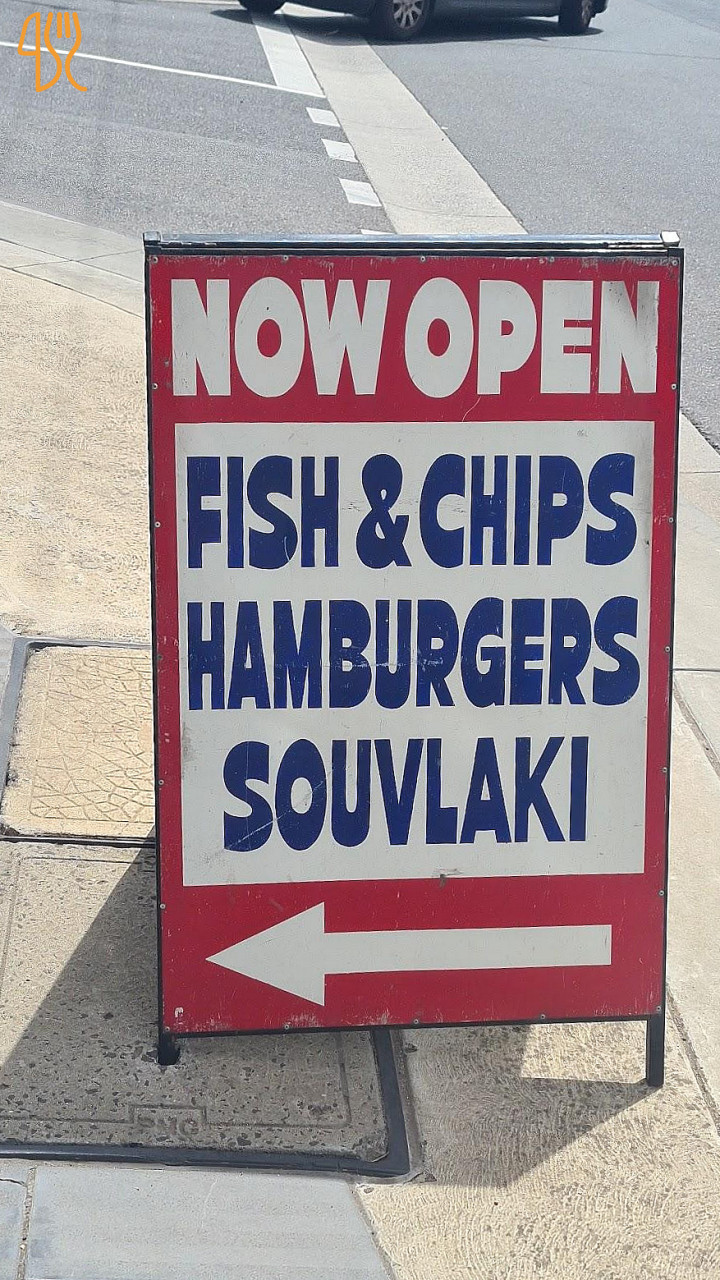 NOW OPEN
FISH & CHIPS
HAMBURGERS
SOUVLAKI